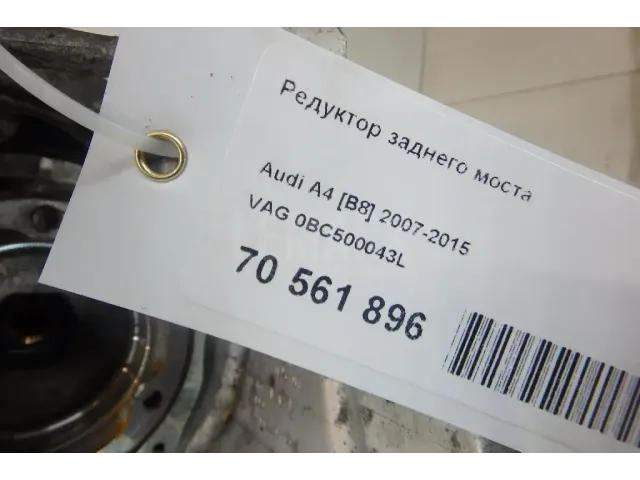 Редуктор заднего моста
Audi A4 [B8] 2007-2015
VAG 0BC500043L
70 561 896